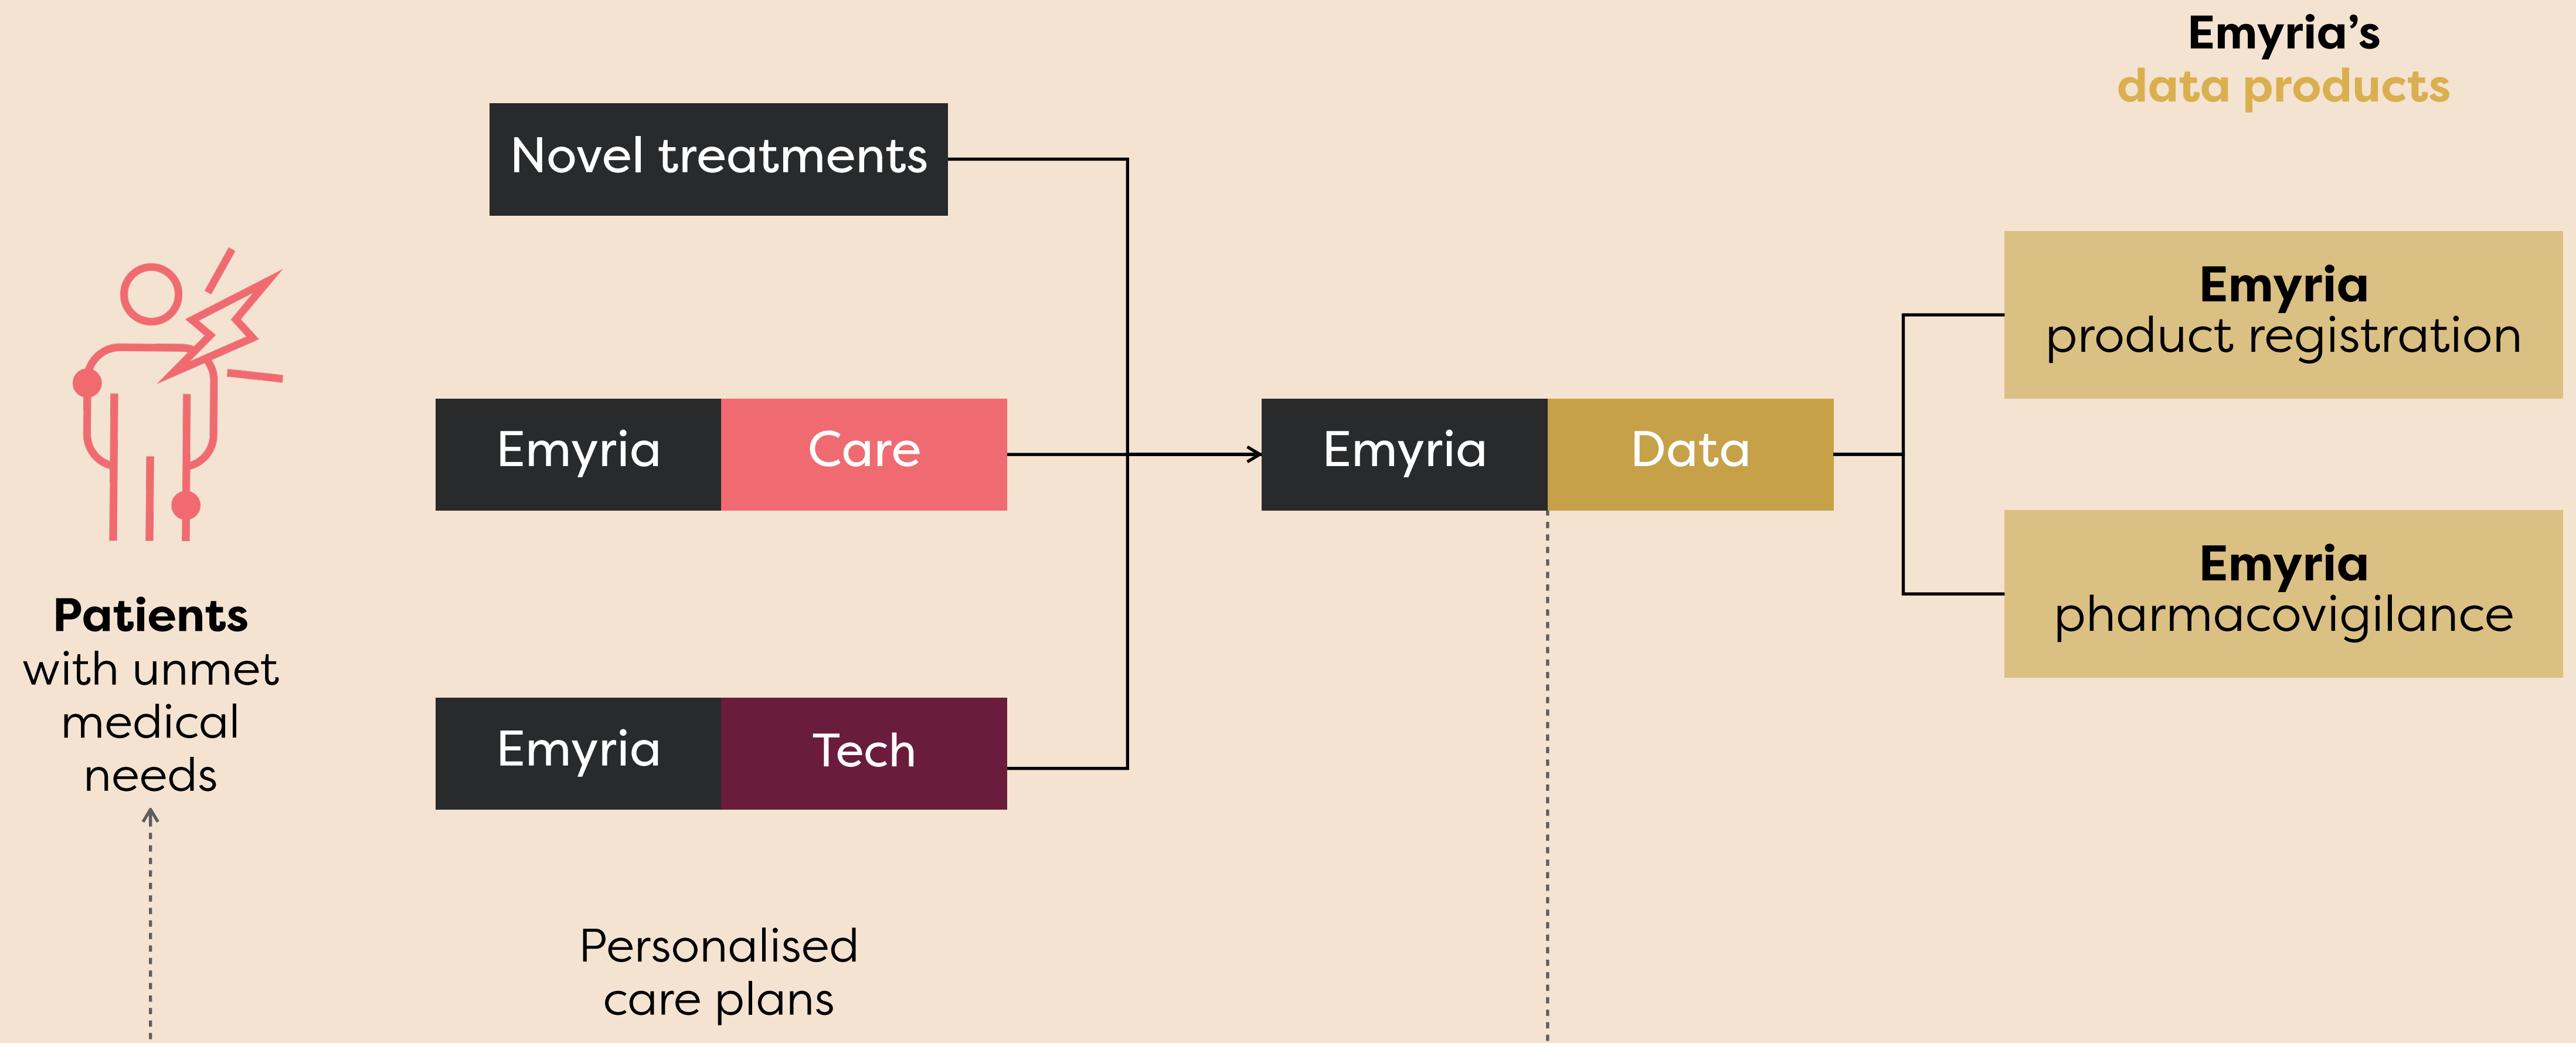 Emyria's
data products
Novel treatments
Emyria
product registration
Emyria Care
Emyria Data
Emyria
pharmacovigilance
Patients
with unmet
medical
needs
Emyria Tech
Personalised
care plans